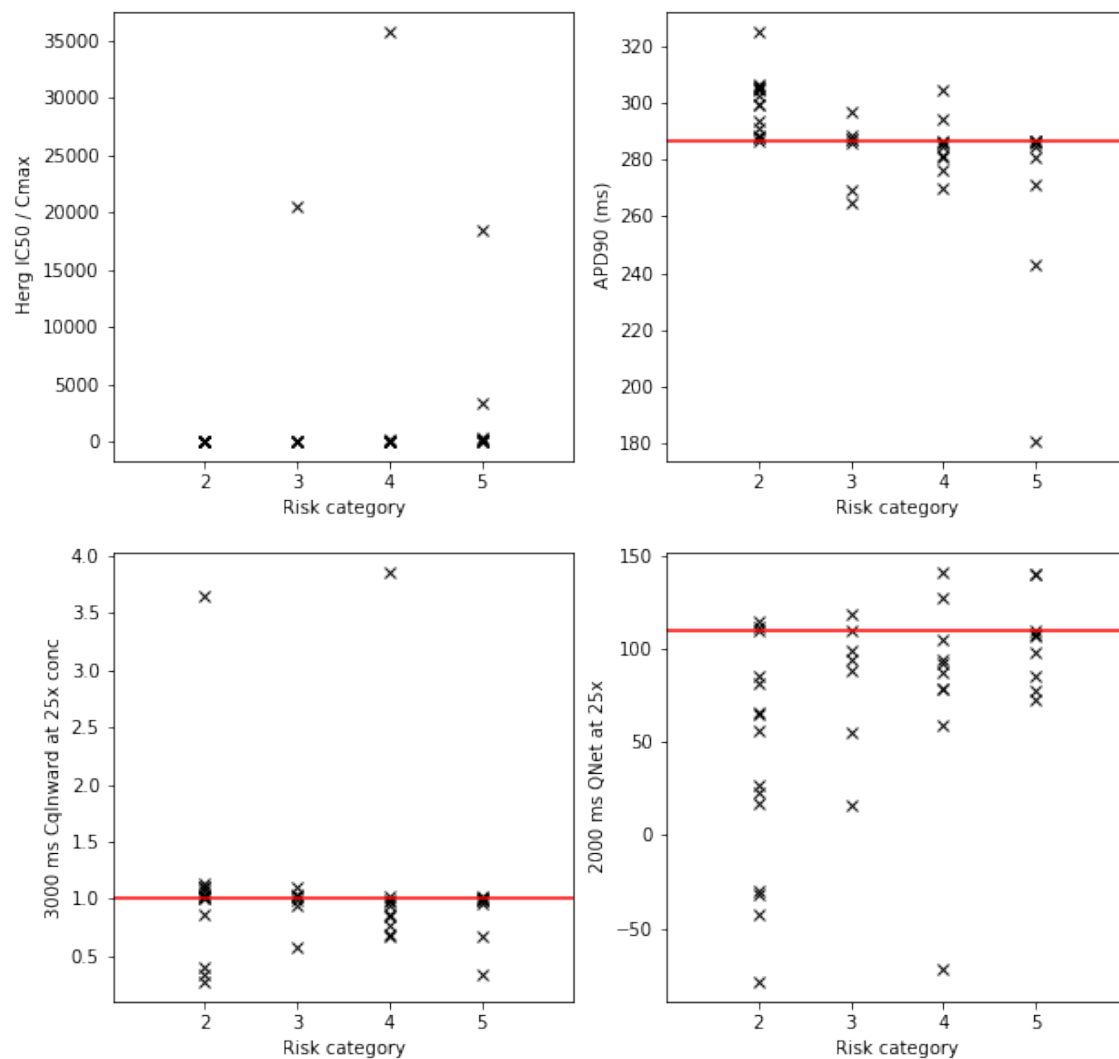 Herg IC50 / Cmax
35000
30000
25000
20000
15000
10000
5000
0
2 3 4 5
Risk category
APD90 (ms)
320
300
280
260
240
220
200
180
2 3 4 5
Risk category
3000 ms CqInward at 25x conc
4.0
3.5
3.0
2.5
2.0
1.5
1.0
0.5
2 3 4 5
Risk category
2000 ms QNet at 25x
150
100
50
0
−50
2 3 4 5
Risk category